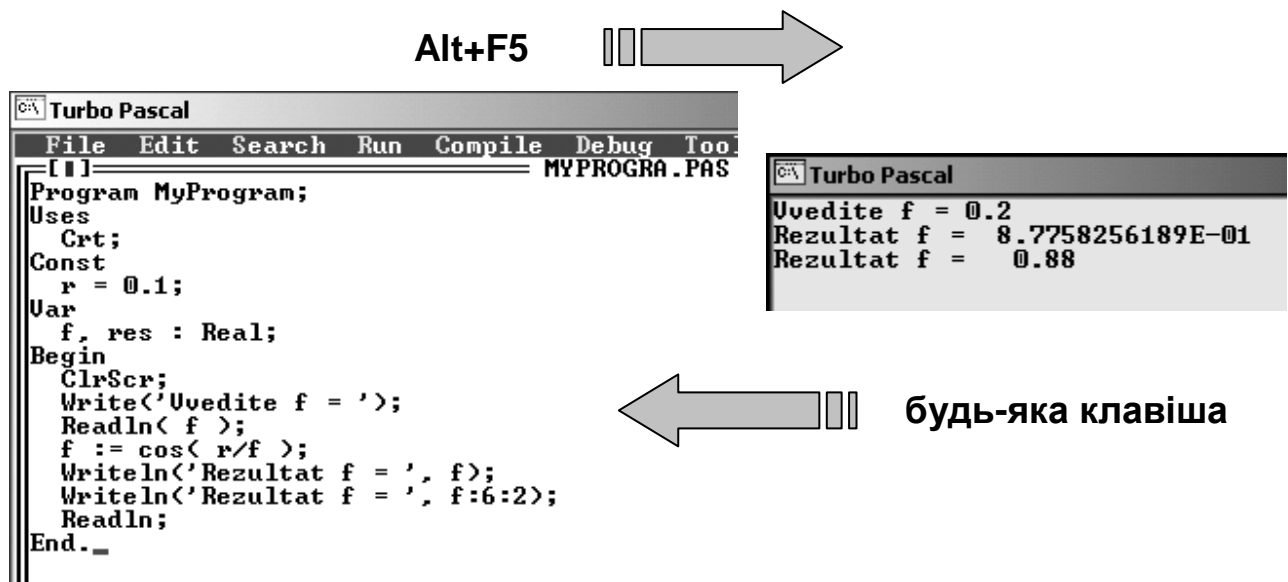 Alt+F5
Turbo Pascal
File Edit Search Run Compile Debug Tool
MYPROGRA.PAS
Program MyProgram;
Uses
Crt;
Const
r = 0.1;
Var
f, res : Real;
Begin
ClrScr;
Write('Vvedite f = ');
Readln( f );
f := cos( r/f );
Writeln('Rezultat f = ', f);
Writeln('Rezultat f = ', f:6:2);
Readln;
End._
Turbo Pascal
Vvedite f = 0.2
Rezultat f =  8.7758256189E-01
Rezultat f =   0.88
будь-яка клавіша